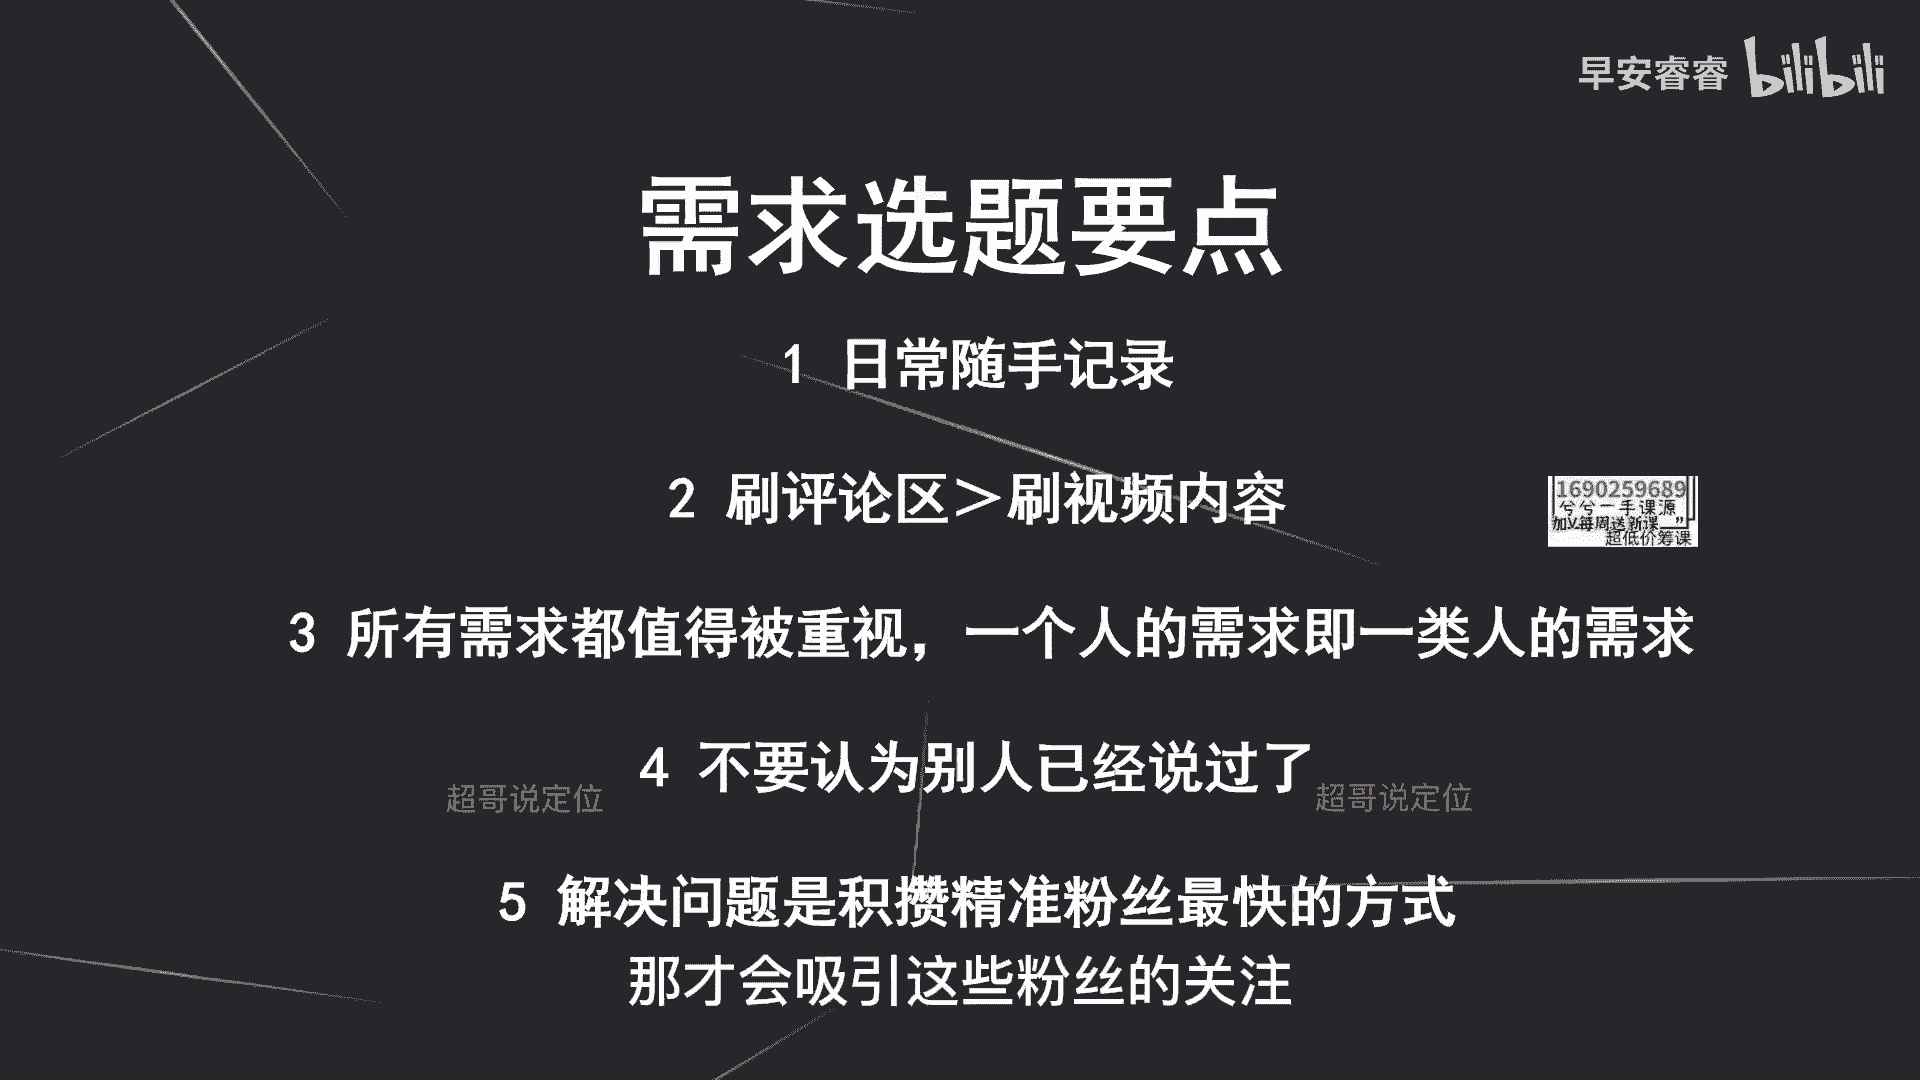 早安睿睿 bilibili
需求选题要点
1 日常随手记录
2 刷评论区＞刷视频内容
1690259689
兮兮一手课源
加V每周送新课
超低价筹课
3 所有需求都值得被重视，一个人的需求即一类人的需求
4 不要认为别人已经说过了
超哥说定位 超哥说定位
5 解决问题是积攒精准粉丝最快的方式
那才会吸引这些粉丝的关注